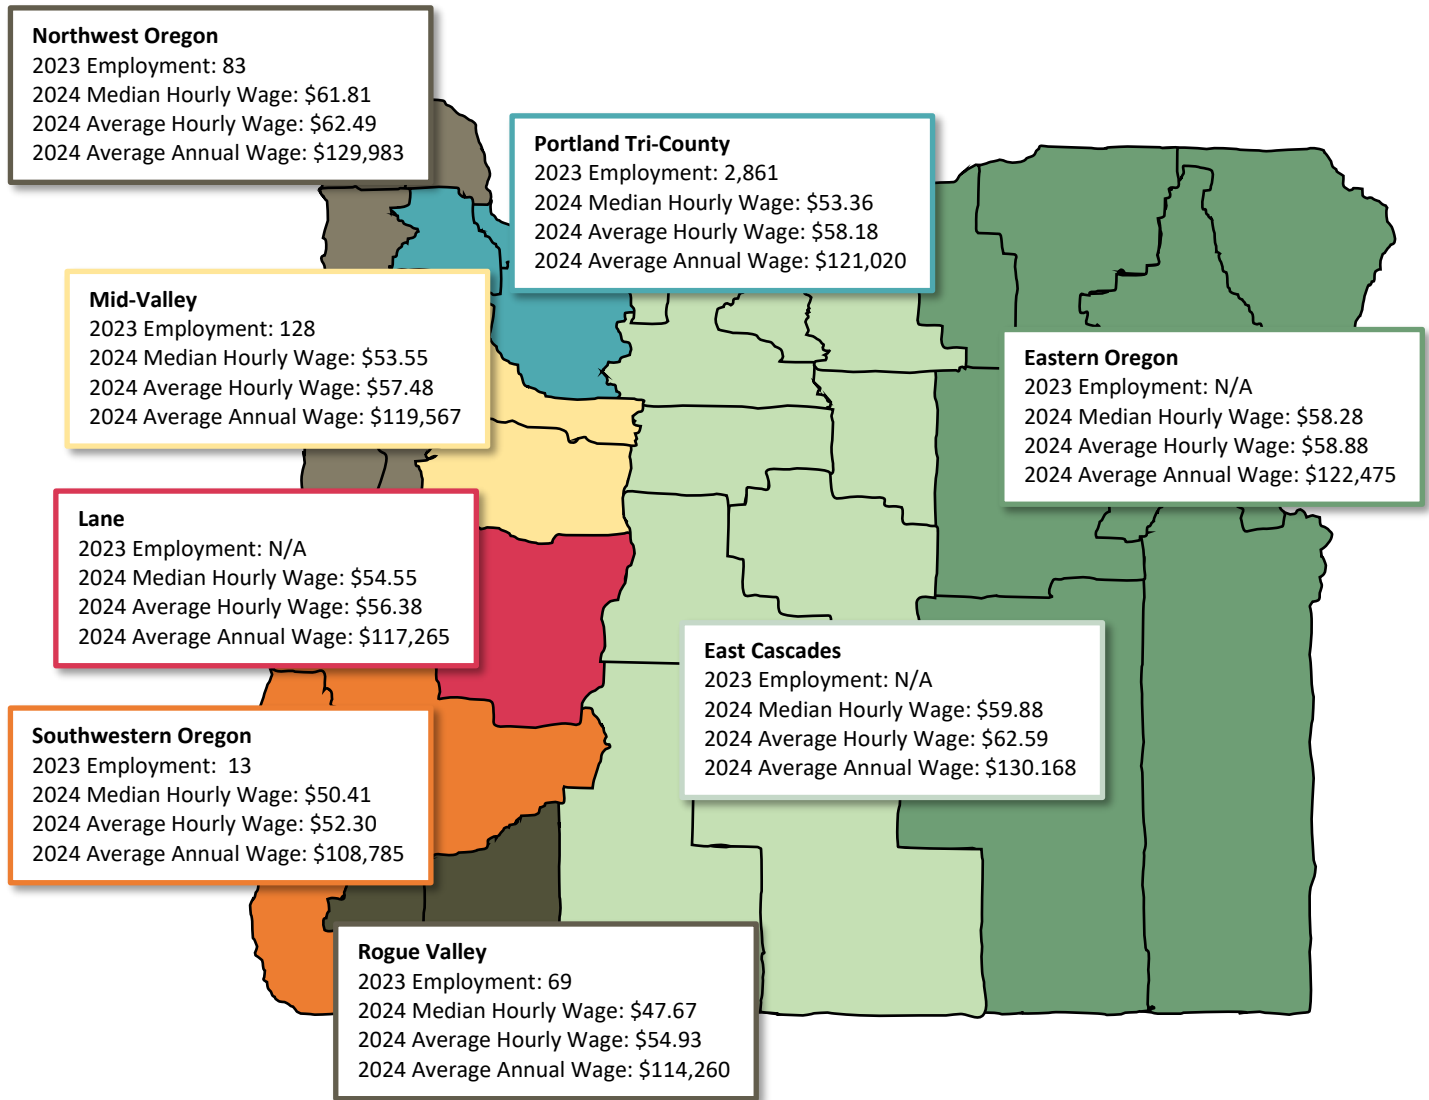 Northwest Oregon
2023 Employment: 83
2024 Median Hourly Wage: $61.81
2024 Average Hourly Wage: $62.49
2024 Average Annual Wage: $129,983
Portland Tri-County
2023 Employment: 2,861
2024 Median Hourly Wage: $53.36
2024 Average Hourly Wage: $58.18
2024 Average Annual Wage: $121,020
Mid-Valley
2023 Employment: 128
2024 Median Hourly Wage: $53.55
2024 Average Hourly Wage: $57.48
2024 Average Annual Wage: $119,567
Eastern Oregon
2023 Employment: N/A
2024 Median Hourly Wage: $58.28
2024 Average Hourly Wage: $58.88
2024 Average Annual Wage: $122,475
Lane
2023 Employment: N/A
2024 Median Hourly Wage: $54.55
2024 Average Hourly Wage: $56.38
2024 Average Annual Wage: $117,265
East Cascades
2023 Employment: N/A
2024 Median Hourly Wage: $59.88
2024 Average Hourly Wage: $62.59
2024 Average Annual Wage: $130.168
Southwestern Oregon
2023 Employment: 13
2024 Median Hourly Wage: $50.41
2024 Average Hourly Wage: $52.30
2024 Average Annual Wage: $108,785
Rogue Valley
2023 Employment: 69
2024 Median Hourly Wage: $47.67
2024 Average Hourly Wage: $54.93
2024 Average Annual Wage: $114,260